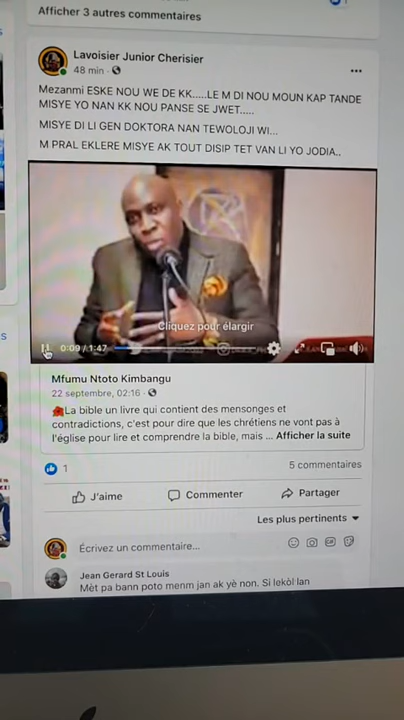 Afficher 3 autres commentaires
Lavoisier Junior Cherisier
48 min
Mezanmi ESKE NOU WE DE KK.....LE M DI NOU MOUN KAP TANDE
MISYE YO NAN KK NOU PANSE SE JWET.....
MISYE DI LI GEN DOKTORA NAN TEWOLOJI WI...
M PRAL EKLERE MISYE AK TOUT DISIP TET VAN LI YO JODIA..
Cliquez pour élargir
0:09 / 1:47
Mfumu Ntoto Kimbangu
22 septembre, 02:16
La bible un livre qui contient des mensonges et
contradictions, c'est pour dire que les chrétiens ne vont pas à
l'église pour lire et comprendre la bible, mais ... Afficher la suite
1
5 commentaires
J'aime
Commenter
Partager
Les plus pertinents
Écrivez un commentaire...
GIF
Jean Gerard St Louis
Mèt pa bann poto menm jan ak yè non. Si lekòl lan